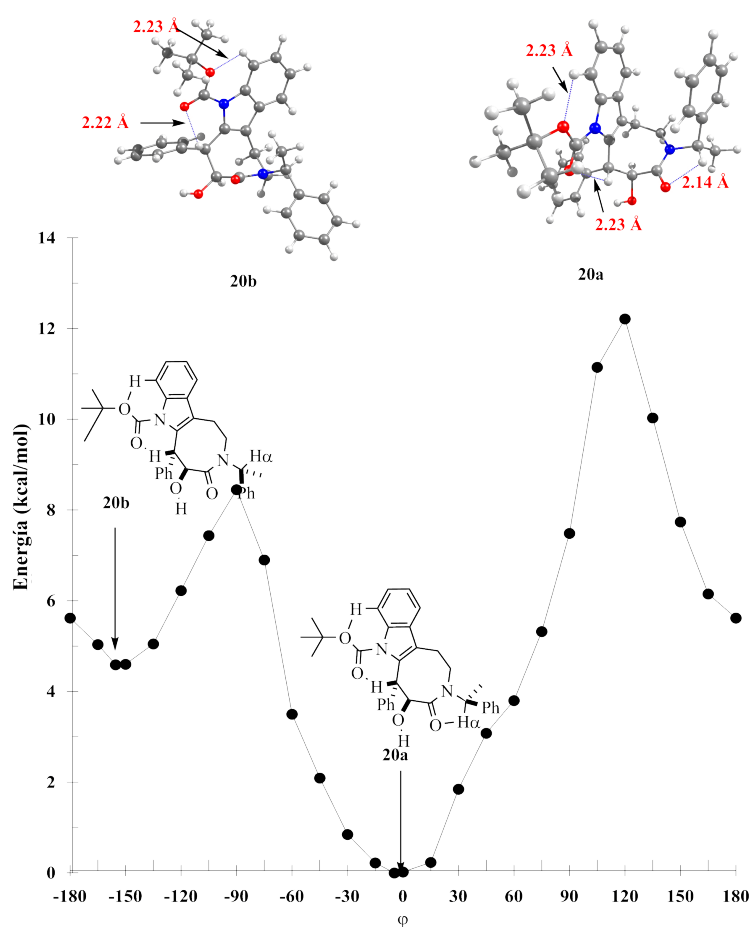 2.23 Å
2.22 Å
20b
2.23 Å
2.14 Å
2.23 Å
20a
14
12
10
8
6
4
2
0
Energía (kcal/mol)
H
O
N
O
H
Ph
O
H
O
N
Hα
Ph
20b
H
O
N
O
H
Ph
O
H
O
N
Ph
Hα
20a
-180 -150 -120 -90 -60 -30 0 30 60 90 120 150 180
φ